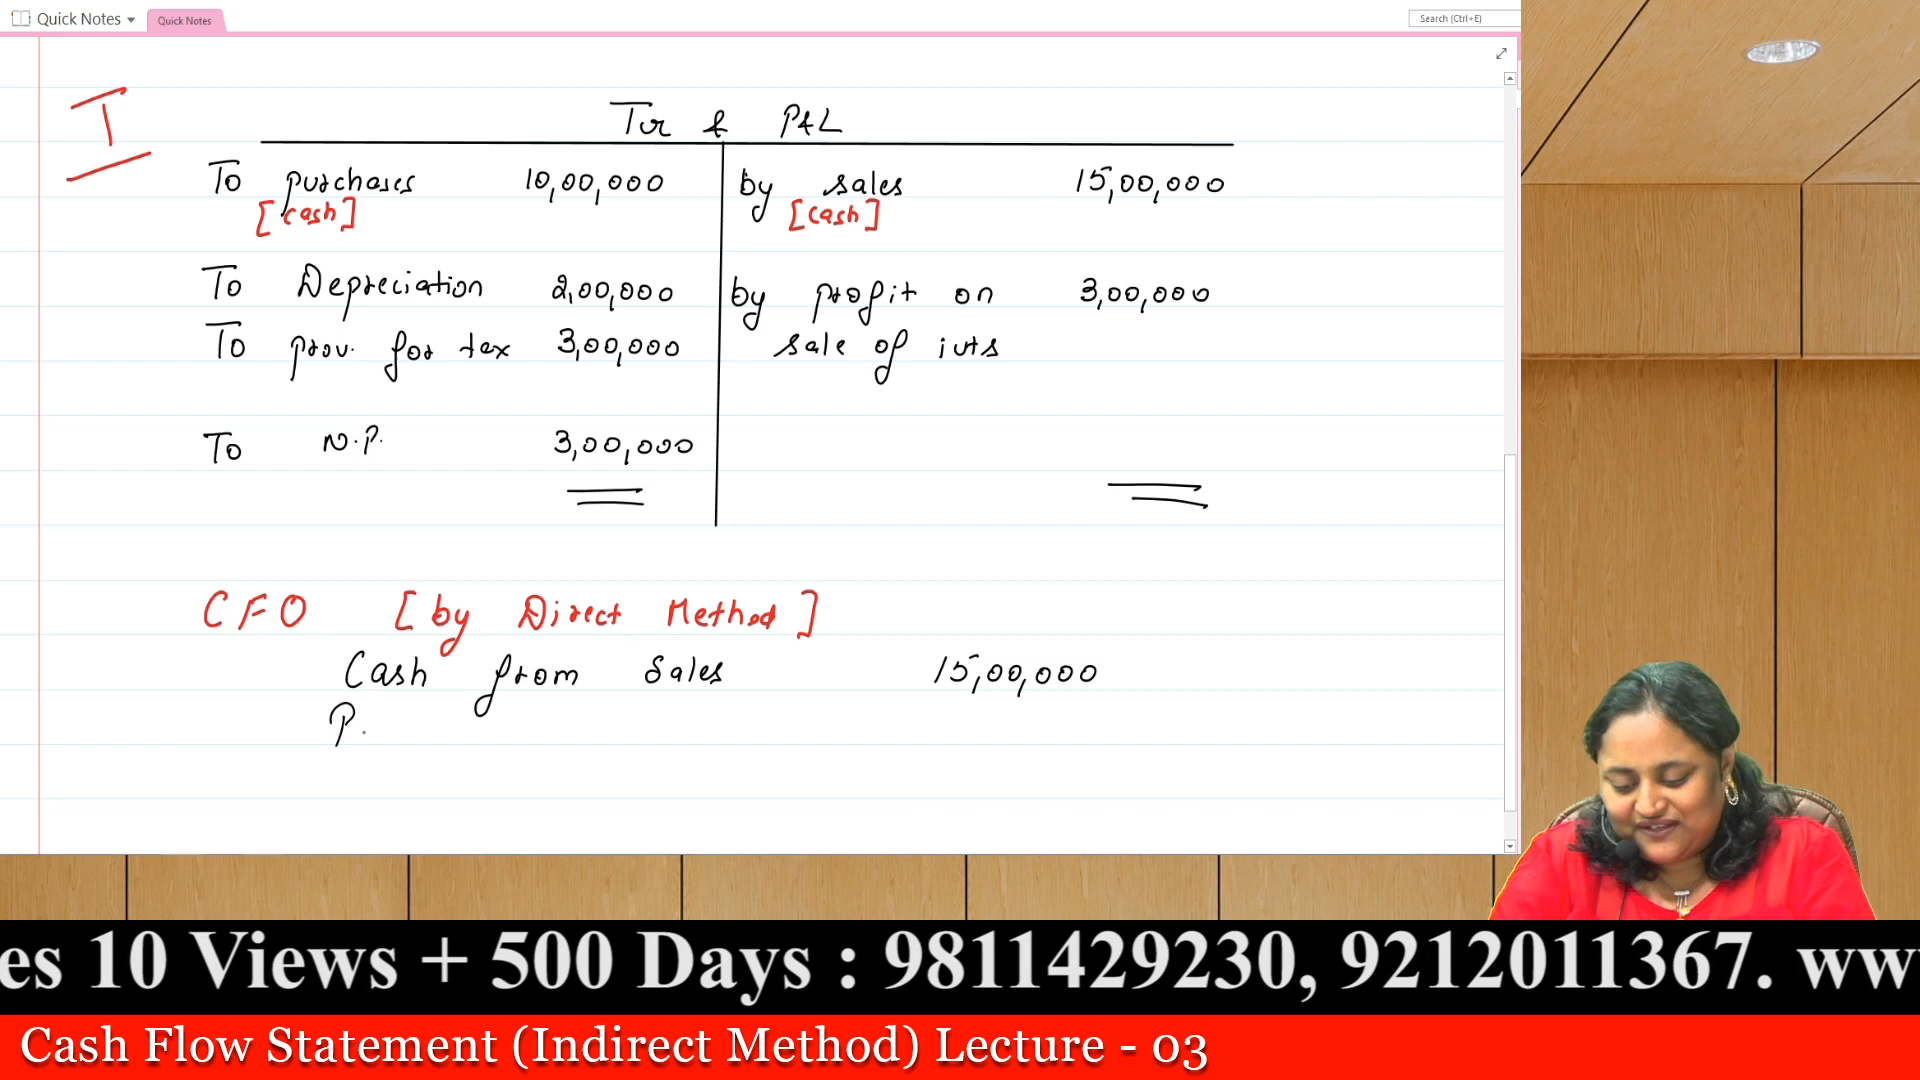 Quick Notes
Quick Notes
Search (Ctrl+E)
I
Tr & P&L
To purchases 10,00,000 by sales 15,00,000
[cash] [cash]
To Depreciation 2,00,000 by profit on 3,00,000
To prov. for tax 3,00,000 sale of ivts
To N.P. 3,00,000
CFO [by Direct Method]
Cash from Sales 15,00,000
P.
es 10 Views + 500 Days : 9811429230, 9212011367. ww
Cash Flow Statement (Indirect Method) Lecture - 03